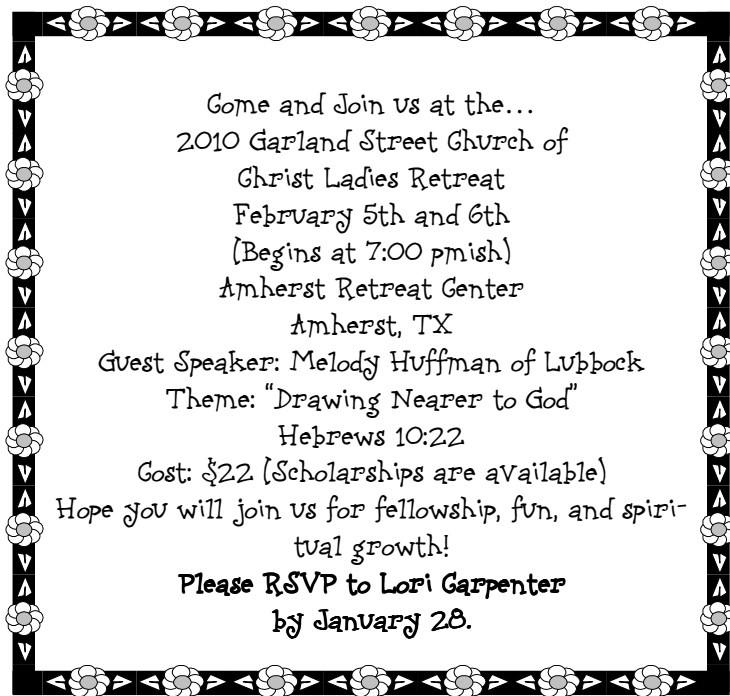 Come and Join us at the...
2010 Garland Street Church of
Christ Ladies Retreat
February 5th and 6th
(Begins at 7:00 pmish)
Amherst Retreat Center
Amherst, TX
Guest Speaker: Melody Huffman of Lubbock
Theme: “Drawing Nearer to God”
Hebrews 10:22
Cost: $22 (Scholarships are available)
Hope you will join us for fellowship, fun, and spiri-
tual growth!
Please RSVP to Lori Carpenter
by January 28.